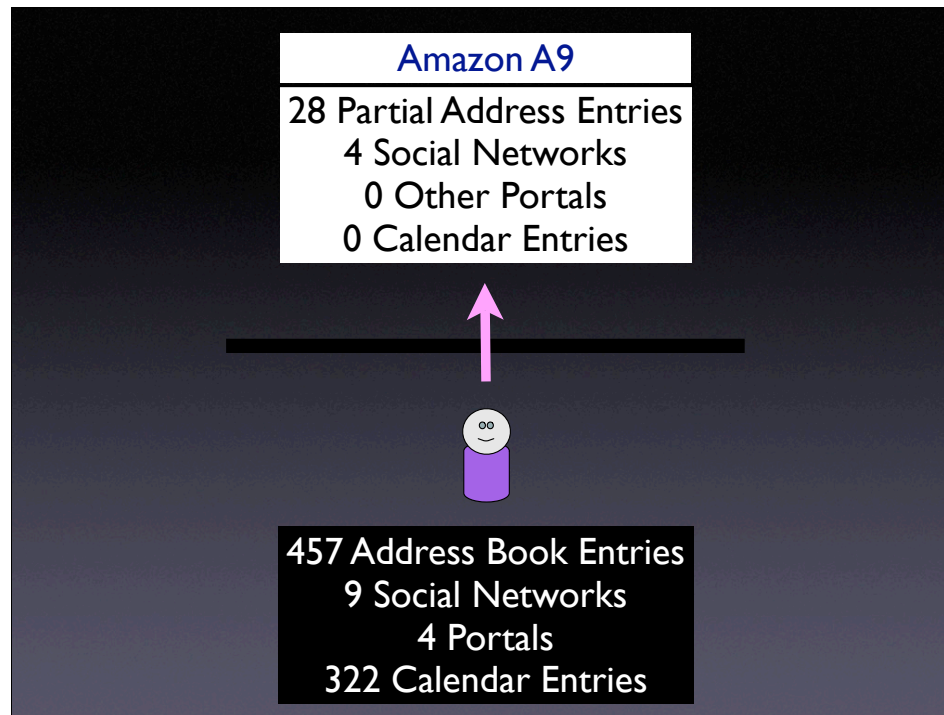 Amazon A9
28 Partial Address Entries
4 Social Networks
0 Other Portals
0 Calendar Entries
457 Address Book Entries
9 Social Networks
4 Portals
322 Calendar Entries